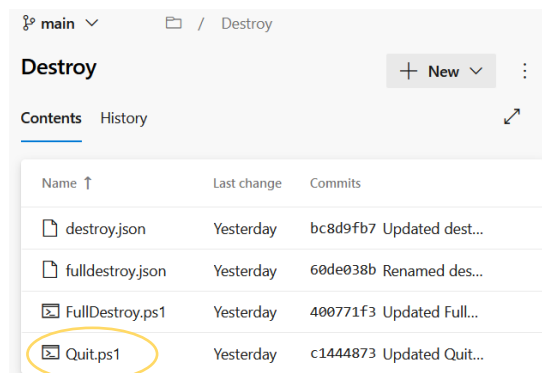 main / Destroy
Destroy
New
Contents History
Name ↑ Last change Commits
destroy.json Yesterday bc8d9fb7 Updated dest...
fulldestroy.json Yesterday 60de038b Renamed des...
FullDestroy.ps1 Yesterday 400771f3 Updated Full...
Quit.ps1 Yesterday c1444873 Updated Quit...